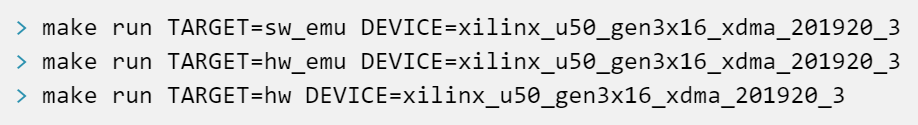 > make run TARGET=sw_emu DEVICE=xilinx_u50_gen3x16_xdma_201920_3
> make run TARGET=hw_emu DEVICE=xilinx_u50_gen3x16_xdma_201920_3
> make run TARGET=hw DEVICE=xilinx_u50_gen3x16_xdma_201920_3